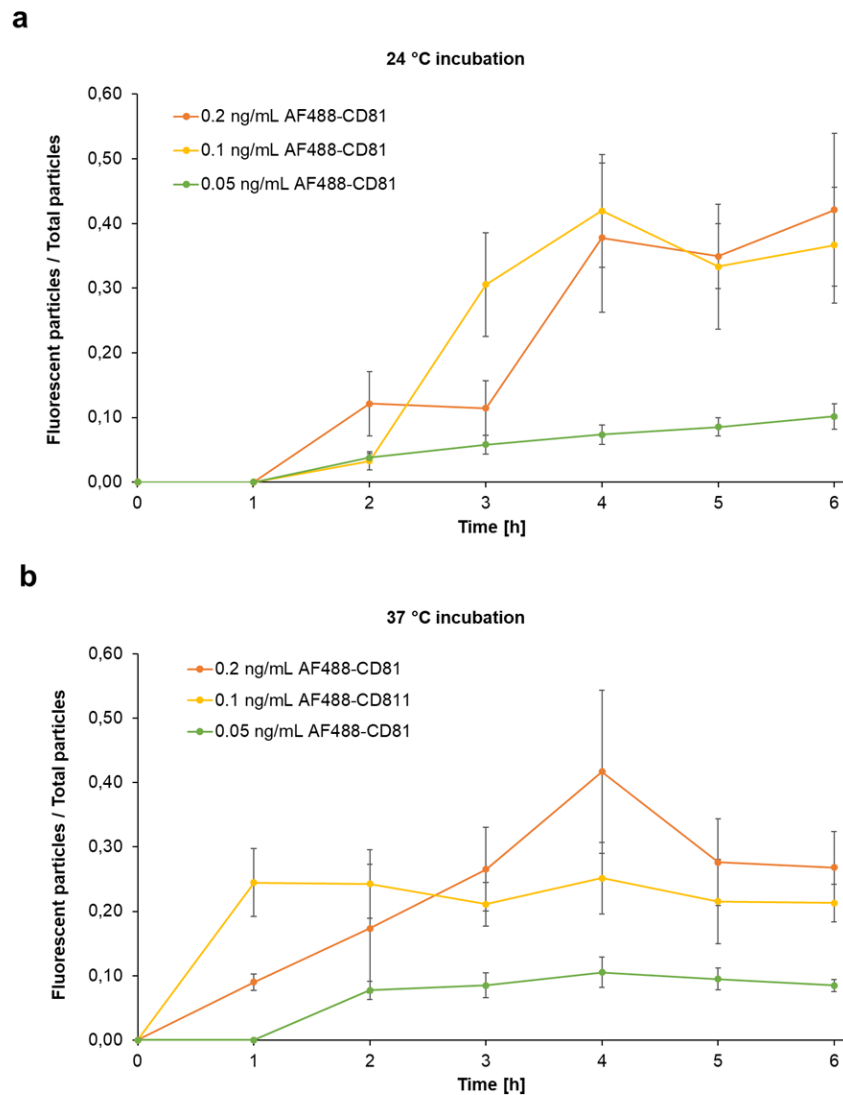 a
24 °C incubation
0,60
0,50
0,40
0,30
0,20
0,10
0,00
Fluorescent particles / Total particles
0.2 ng/mL AF488-CD81
0.1 ng/mL AF488-CD81
0.05 ng/mL AF488-CD81
0 1 2 3 4 5 6
Time [h]
b
37 °C incubation
0,60
0,50
0,40
0,30
0,20
0,10
0,00
Fluorescent particles / Total particles
0.2 ng/mL AF488-CD81
0.1 ng/mL AF488-CD811
0.05 ng/mL AF488-CD81
0 1 2 3 4 5 6
Time [h]